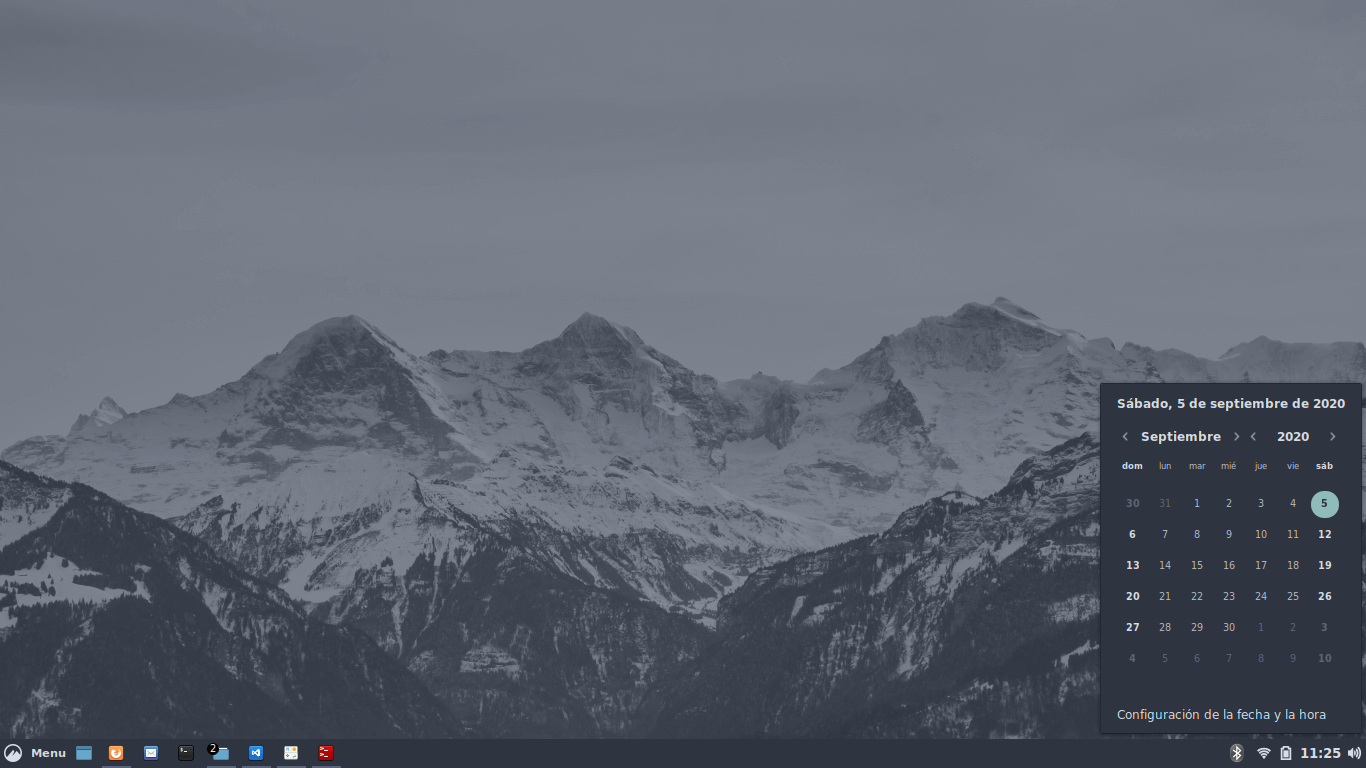 Sábado, 5 de septiembre de 2020
Septiembre 2020
dom lun mar mié jue vie sáb
30 31 1 2 3 4 5
6 7 8 9 10 11 12
13 14 15 16 17 18 19
20 21 22 23 24 25 26
27 28 29 30 1 2 3
4 5 6 7 8 9 10
Configuración de la fecha y la hora
Menu 2 11:25